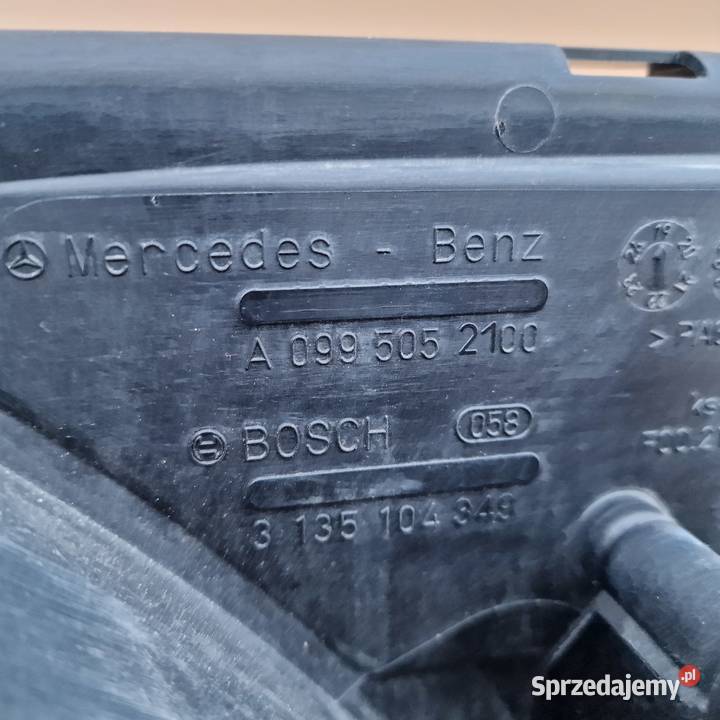 Mercedes - Benz
A 099 505 2100
BOSCH 058
3 135 104 349
Sprzedajemy.pl